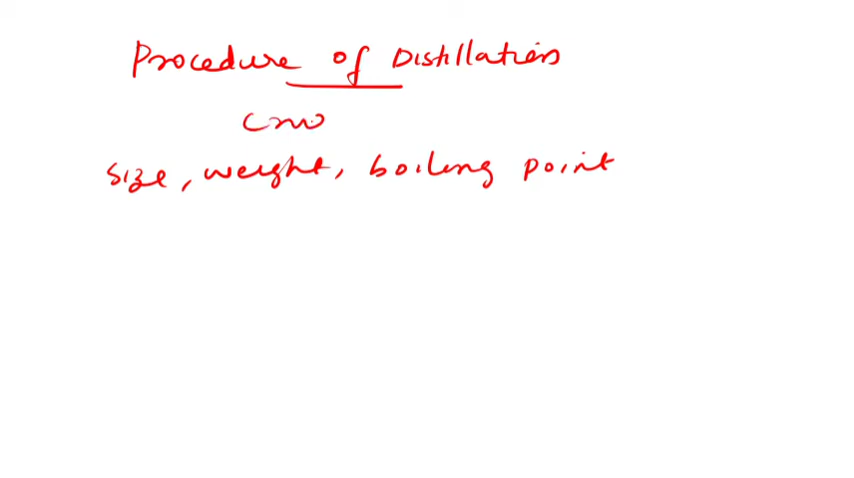 Procedure of Distillation
size, weight, boiling point